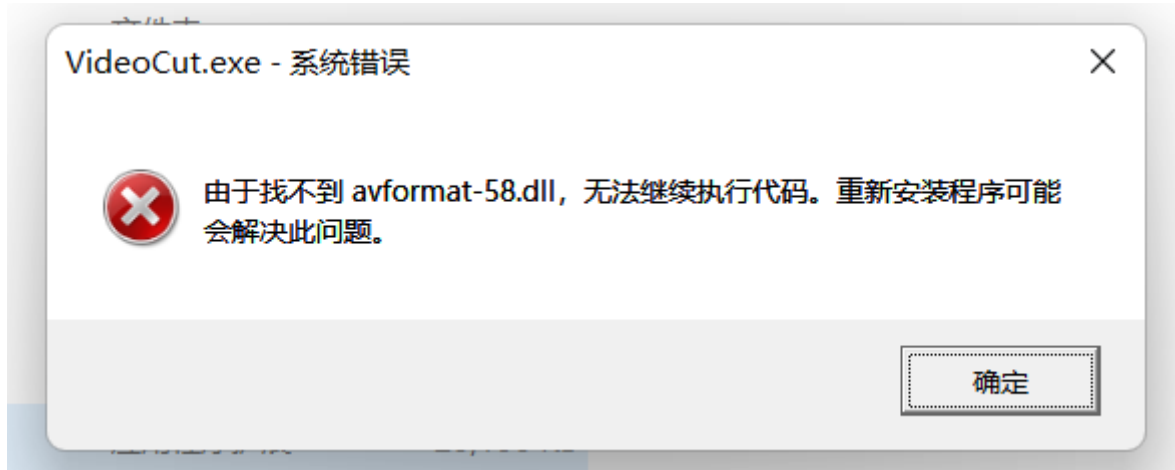 VideoCut.exe - 系统错误
由于找不到 avformat-58.dll，无法继续执行代码。重新安装程序可能
会解决此问题。
确定